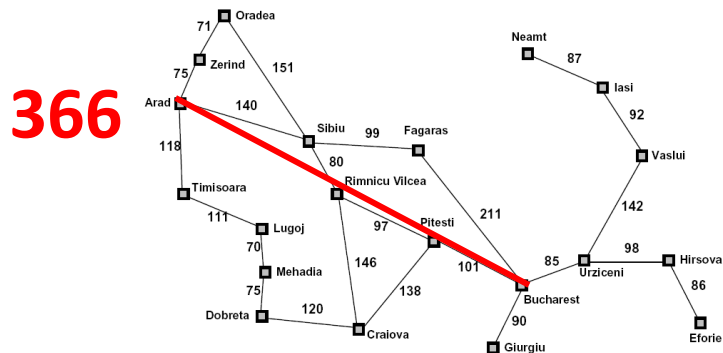 Oradea
71
Neamt
87
Zerind
151
75
Iasi
366
Arad
140
92
Sibiu
99
Fagaras
118
80
Vaslui
Timisoara
Rimnicu Vilcea
211
142
111
97
Pitesti
Lugoj
70
98
146
101
85
Hirsova
Mehadia
Urziceni
75
138
86
Bucharest
120
Dobreta
90
Craiova
Eforie
Giurgiu